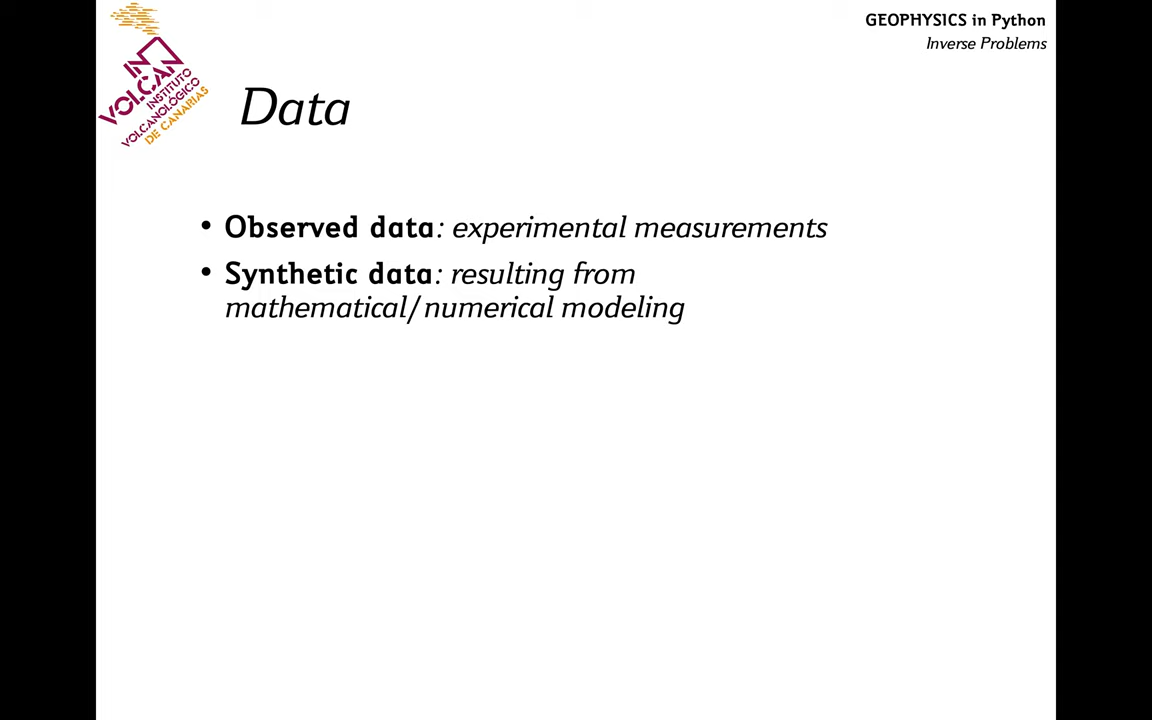 GEOPHYSICS in Python
Inverse Problems
INVOLCAN
INSTITUTO
VOLCANOLÓGICO
DE CANARIAS
Data
• Observed data: experimental measurements
• Synthetic data: resulting from
mathematical/numerical modeling